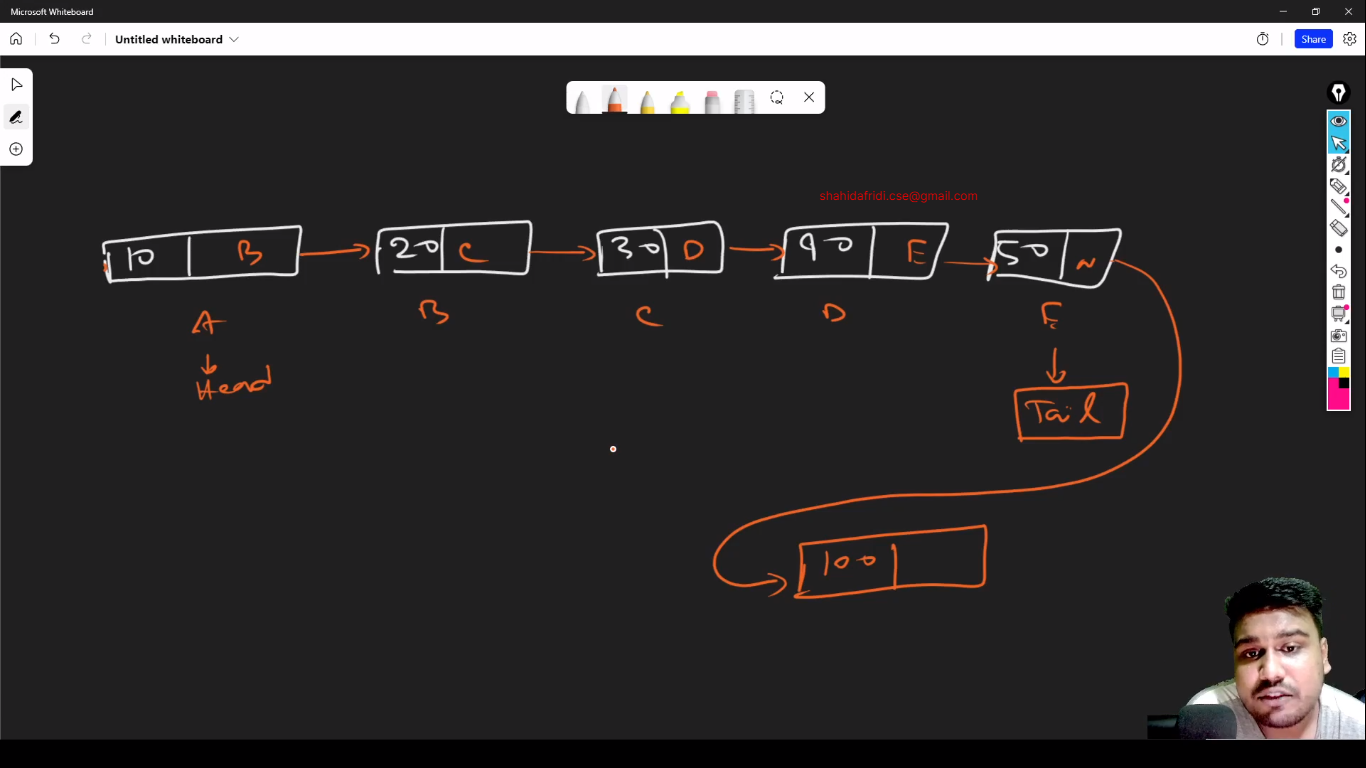 Microsoft Whiteboard
Untitled whiteboard
Share
shahidafridi.cse@gmail.com
10 B
20 C
30 D
40 E
50 N
A
B
C
D
E
Head
Tail
100